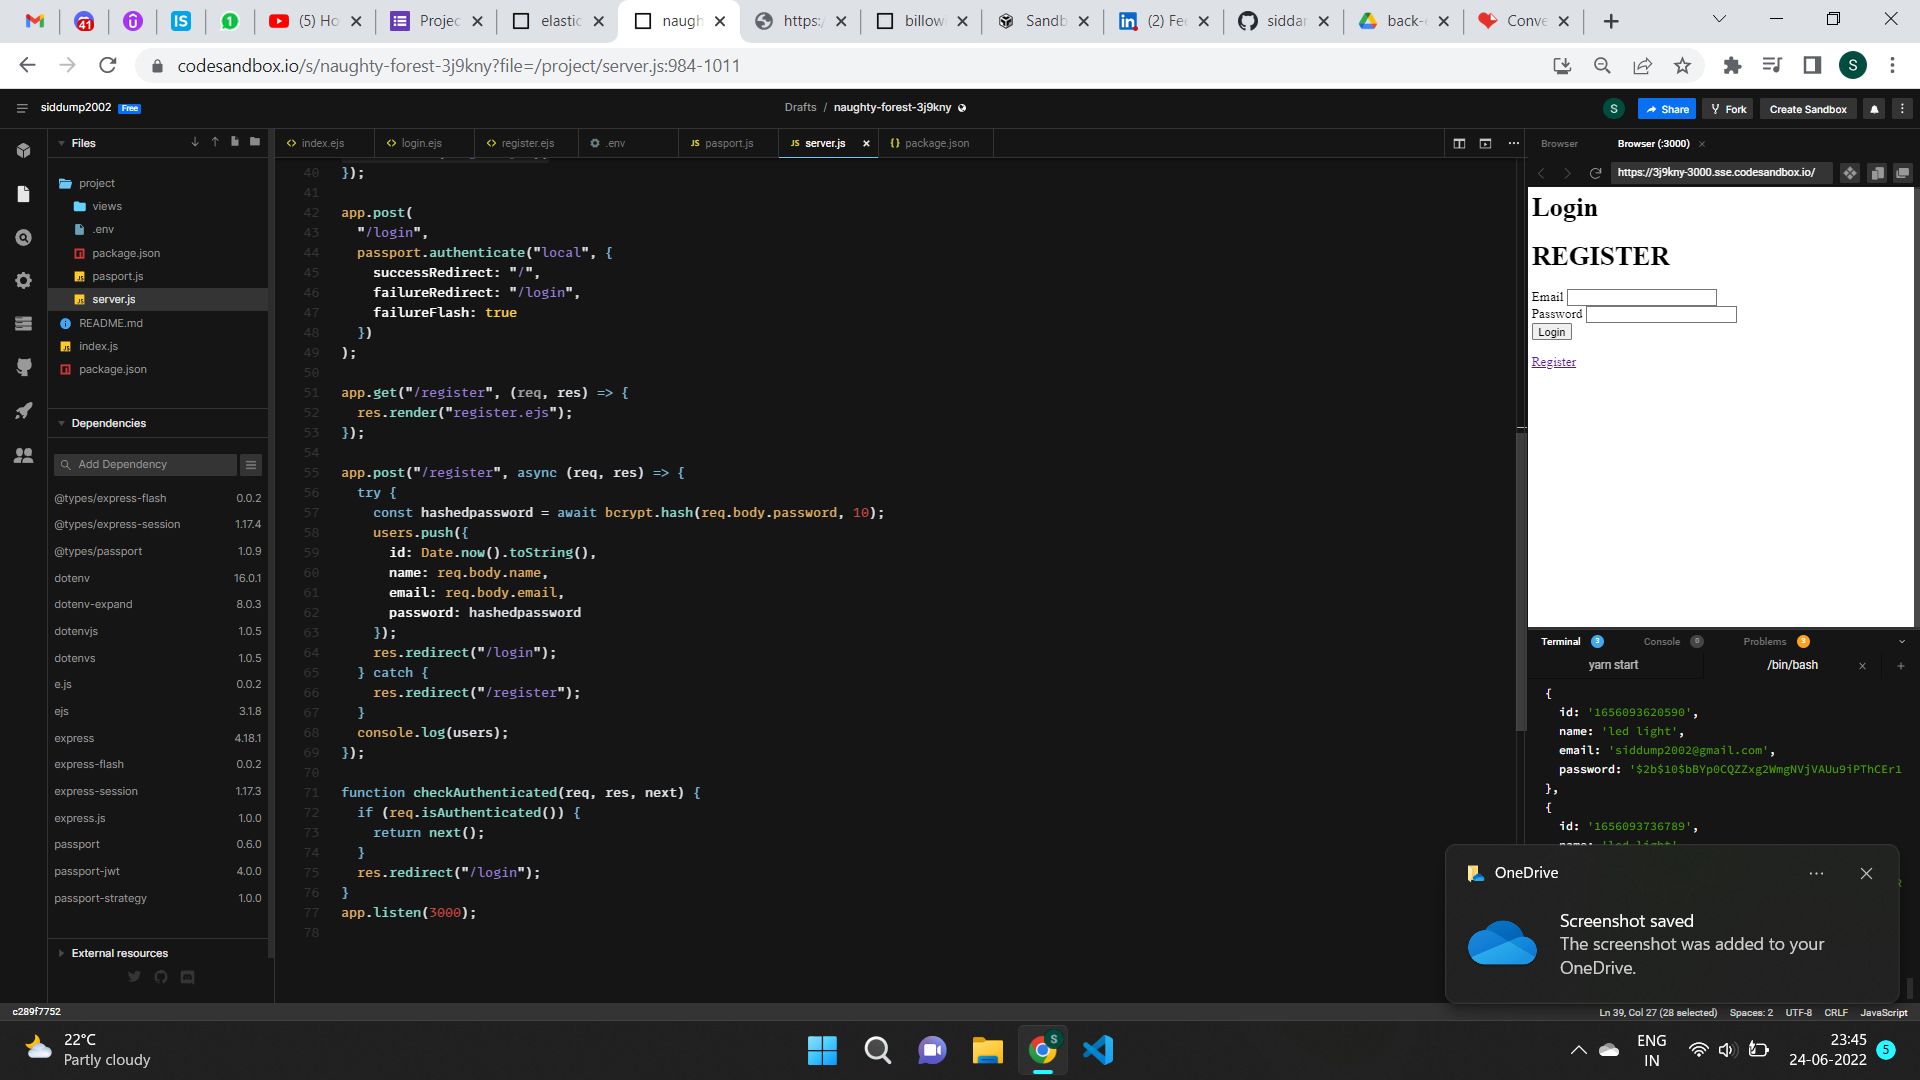 41
IS
1
(5) Ho
Projec
elastic
naugh
https:/
billow
Sandb
(2) Fee
siddar
back-e
Conve
codesandbox.io/s/naughty-forest-3j9kny?file=/project/server.js:984-1011
S
siddump2002 Free
Drafts / naughty-forest-3j9kny
S
Share
Fork
Create Sandbox
Files
index.ejs
login.ejs
register.ejs
.env
JS pasport.js
JS server.js
{} package.json
Browser
Browser (:3000)
https://3j9kny-3000.sse.codesandbox.io/
project
views
.env
package.json
pasport.js
server.js
README.md
index.js
package.json
Dependencies
Add Dependency
@types/express-flash 0.0.2
@types/express-session 1.17.4
@types/passport 1.0.9
dotenv 16.0.1
dotenv-expand 8.0.3
dotenvjs 1.0.5
dotenvs 1.0.5
e.js 0.0.2
ejs 3.1.8
express 4.18.1
express-flash 0.0.2
express-session 1.17.3
express.js 1.0.0
passport 0.6.0
passport-jwt 4.0.0
passport-strategy 1.0.0
External resources
40 });
41
42 app.post(
43 "/login",
44 passport.authenticate("local", {
45 successRedirect: "/",
46 failureRedirect: "/login",
47 failureFlash: true
48 })
49 );
50
51 app.get("/register", (req, res) => {
52 res.render("register.ejs");
53 });
54
55 app.post("/register", async (req, res) => {
56 try {
57 const hashedpassword = await bcrypt.hash(req.body.password, 10);
58 users.push({
59 id: Date.now().toString(),
60 name: req.body.name,
61 email: req.body.email,
62 password: hashedpassword
63 });
64 res.redirect("/login");
65 } catch {
66 res.redirect("/register");
67 }
68 console.log(users);
69 });
70
71 function checkAuthenticated(req, res, next) {
72 if (req.isAuthenticated()) {
73 return next();
74 }
75 res.redirect("/login");
76 }
77 app.listen(3000);
78
Login
REGISTER
Email
Password
Login
Register
Terminal 3
Console 6
Problems 3
yarn start
/bin/bash
{
id: '1656093620590',
name: 'led light',
email: 'siddump2002@gmail.com',
password: '$2b$10$bBYp0CQZZxg2WmgNVjVAUu9iPThCEr1
},
{
id: '1656093736789',
name: 'led light'
OneDrive
Screenshot saved
The screenshot was added to your
OneDrive.
c289f7752
Ln 39, Col 27 (28 selected) Spaces: 2 UTF-8 CRLF JavaScript
22°C
Partly cloudy
S
ENG
IN
23:45
24-06-2022
5